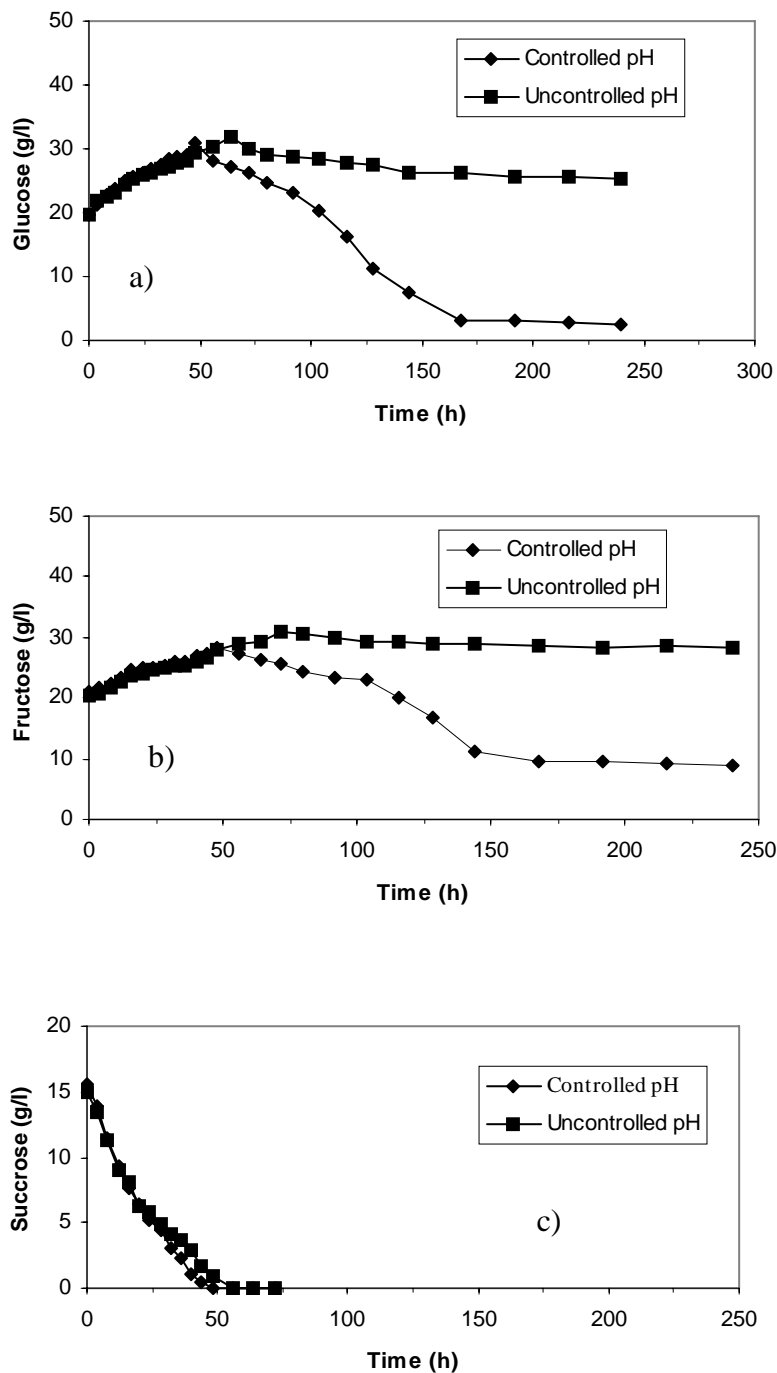 50
40
30
20
10
0
Glucose (g/l)
Controlled pH
Uncontrolled pH
a)
0 50 100 150 200 250 300
Time (h)
50
40
30
20
10
0
Fructose (g/l)
Controlled pH
Uncontrolled pH
b)
0 50 100 150 200 250
Time (h)
20
15
10
5
0
Succrose (g/l)
Controlled pH
Uncontrolled pH
c)
0 50 100 150 200 250
Time (h)